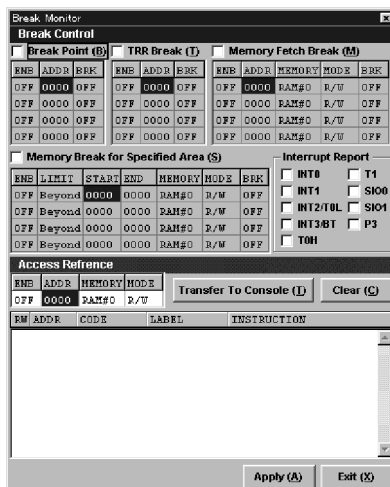 Break Monitor
Break Control
Break Point (B) TRR Break (T) Memory Fetch Break (M)
ENB ADDR BRK ENB ADDR BRK ENB ADDR MEMORY MODE BRK
OFF 0000 OFF OFF 0000 OFF OFF 0000 RAM#0 R/W OFF
OFF 0000 OFF OFF 0000 OFF OFF 0000 RAM#0 R/W OFF
OFF 0000 OFF OFF 0000 OFF OFF 0000 RAM#0 R/W OFF
OFF 0000 OFF OFF 0000 OFF OFF 0000 RAM#0 R/W OFF
Memory Break for Specified Area (S) Interrupt Report
ENB LIMIT START END MEMORY MODE BRK
OFF Beyond 0000 0000 RAM#0 R/W OFF
OFF Beyond 0000 0000 RAM#0 R/W OFF
OFF Beyond 0000 0000 RAM#0 R/W OFF
OFF Beyond 0000 0000 RAM#0 R/W OFF
INT0 T1
INT1 SIO0
INT2/T0L SIO1
INT3/BT P3
T0H
Access Refrence
ENB ADDR MEMORY MODE
OFF 0000 RAM#0 R/W
Transfer To Console (T) Clear (C)
RW ADDR CODE LABEL INSTRUCTION
Apply (A) Exit (X)